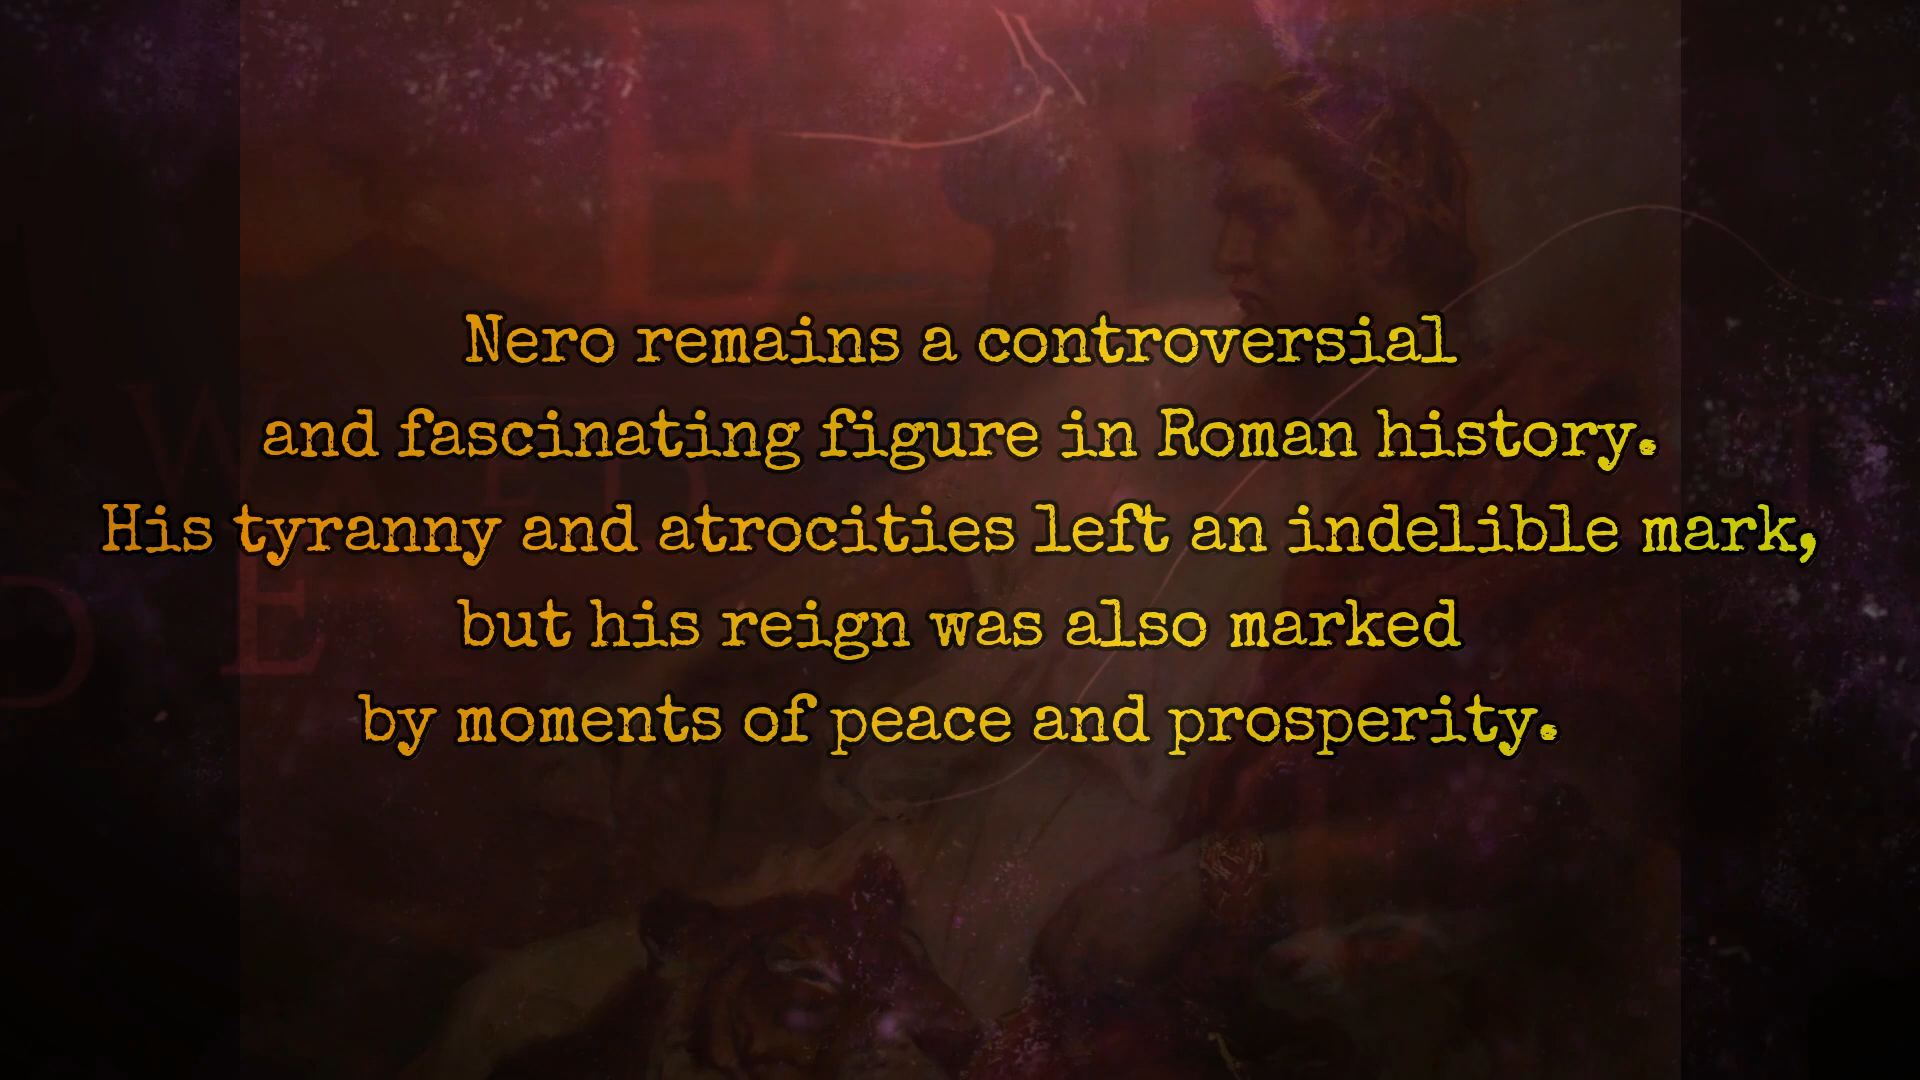 Nero remains a controversial
and fascinating figure in Roman history.
His tyranny and atrocities left an indelible mark,
but his reign was also marked
by moments of peace and prosperity.